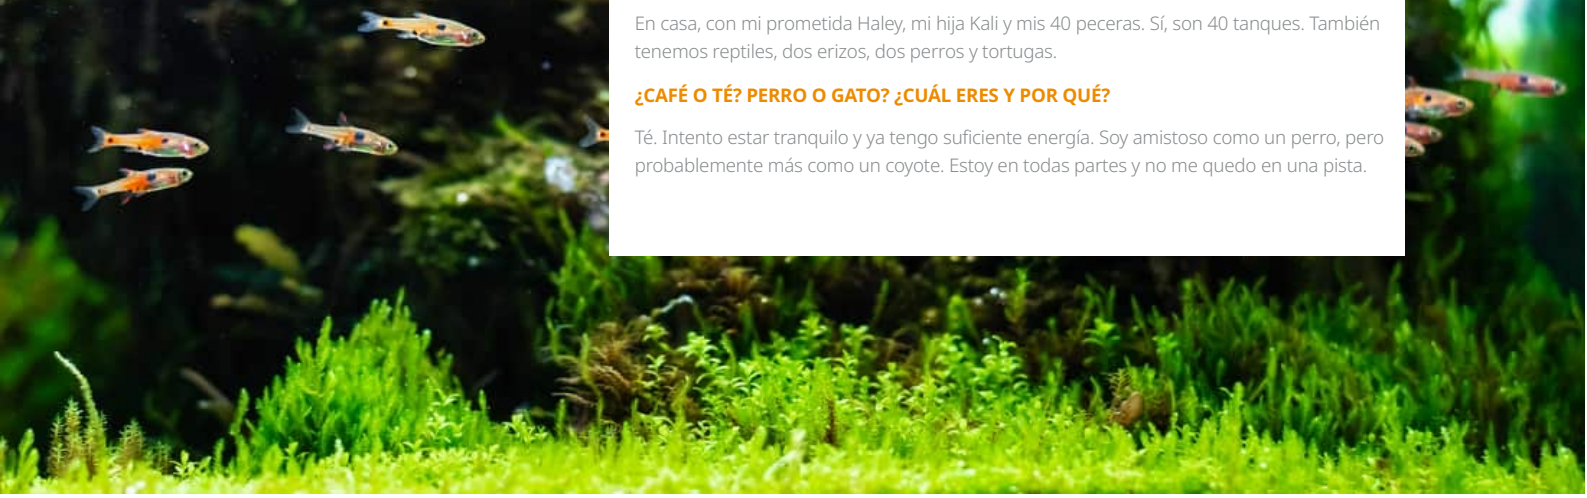 En casa, con mi prometida Haley, mi hija Kali y mis 40 peceras. Sí, son 40 tanques. También
tenemos reptiles, dos erizos, dos perros y tortugas.
¿CAFÉ O TÉ? PERRO O GATO? ¿CUÁL ERES Y POR QUÉ?
Té. Intento estar tranquilo y ya tengo suficiente energía. Soy amistoso como un perro, pero
probablemente más como un coyote. Estoy en todas partes y no me quedo en una pista.